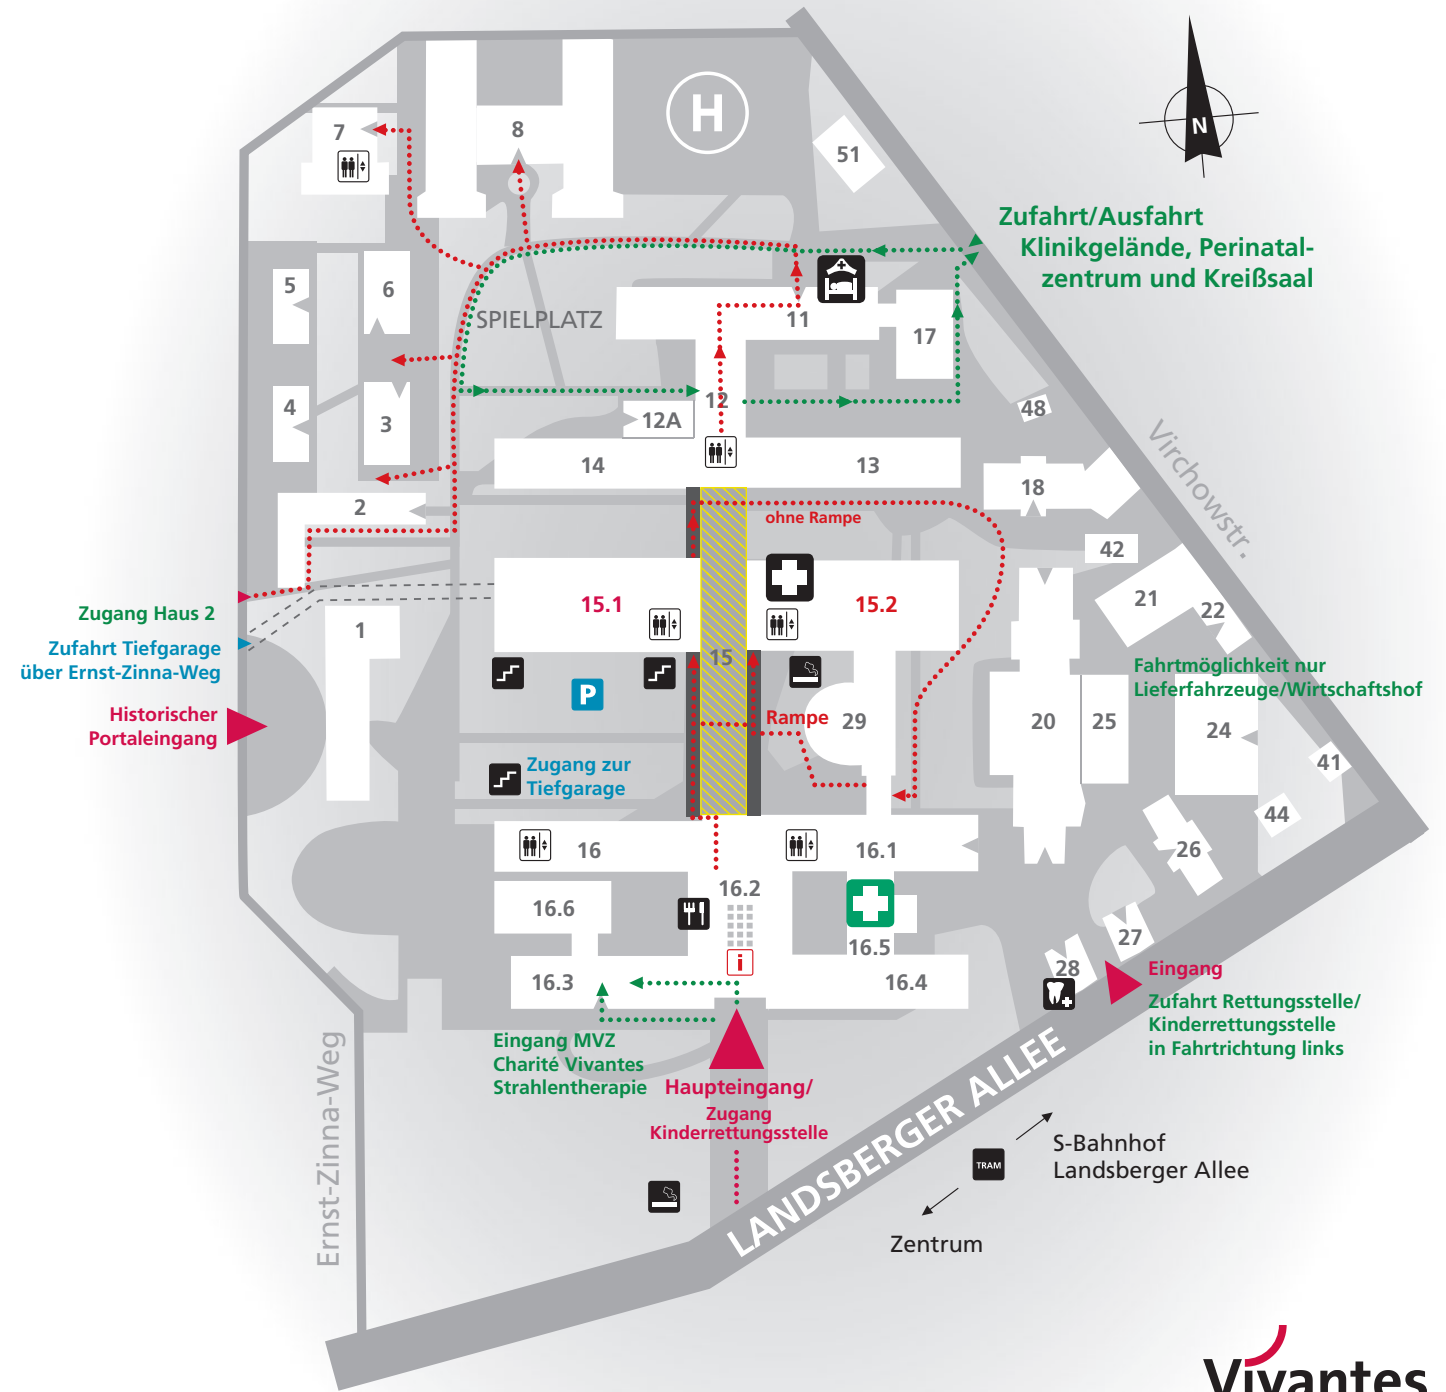 7
8
H
51
N
Zufahrt/Ausfahrt
Klinikgelände, Perinatal-
zentrum und Kreißsaal
5
6
SPIELPLATZ
11
17
4
3
12
12A
48
Virchowstr.
14
13
18
2
ohne Rampe
42
Zugang Haus 2
Zufahrt Tiefgarage
über Ernst-Zinna-Weg
1
15.1
15.2
21
22
15
Fahrtmöglichkeit nur
Lieferfahrzeuge/Wirtschaftshof
P
Historischer
Portaleingang
Rampe
29
20
25
24
Zugang zur
Tiefgarage
41
44
16
16.1
26
16.2
16.6
16.5
27
i
16.3
16.4
28
Eingang
Zufahrt Rettungsstelle/
Kinderrettungsstelle
in Fahrtrichtung links
Eingang MVZ
Charité Vivantes
Strahlentherapie
Haupteingang/
Zugang
Kinderrettungsstelle
Ernst-Zinna-Weg
LANDSBERGER ALLEE
TRAM
S-Bahnhof
Landsberger Allee
Zentrum
Vivantes